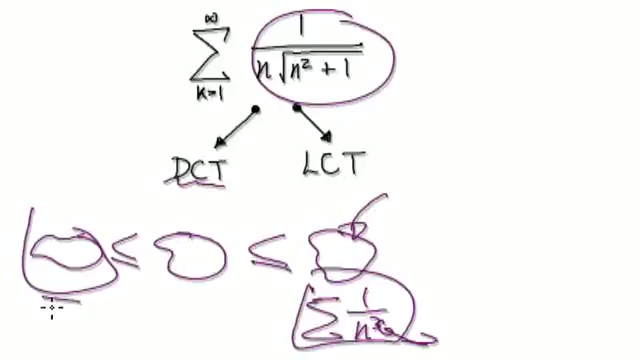 ∞
∑ 1 / n√(n² + 1)
k=1
DCT LCT
≤ ≤
∑ 1 / n²